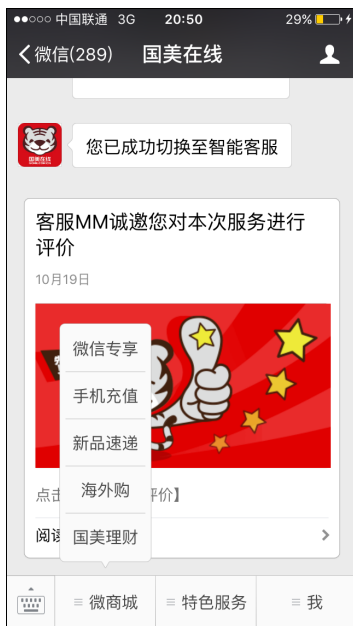 中国联通 3G 20:50 29%
微信(289) 国美在线
国美在线
您已成功切换至智能客服
客服MM诚邀您对本次服务进行
评价
10月19日
微信专享
手机充值
新品速递
海外购
国美理财
点击
评价】
阅读
微商城 特色服务 我